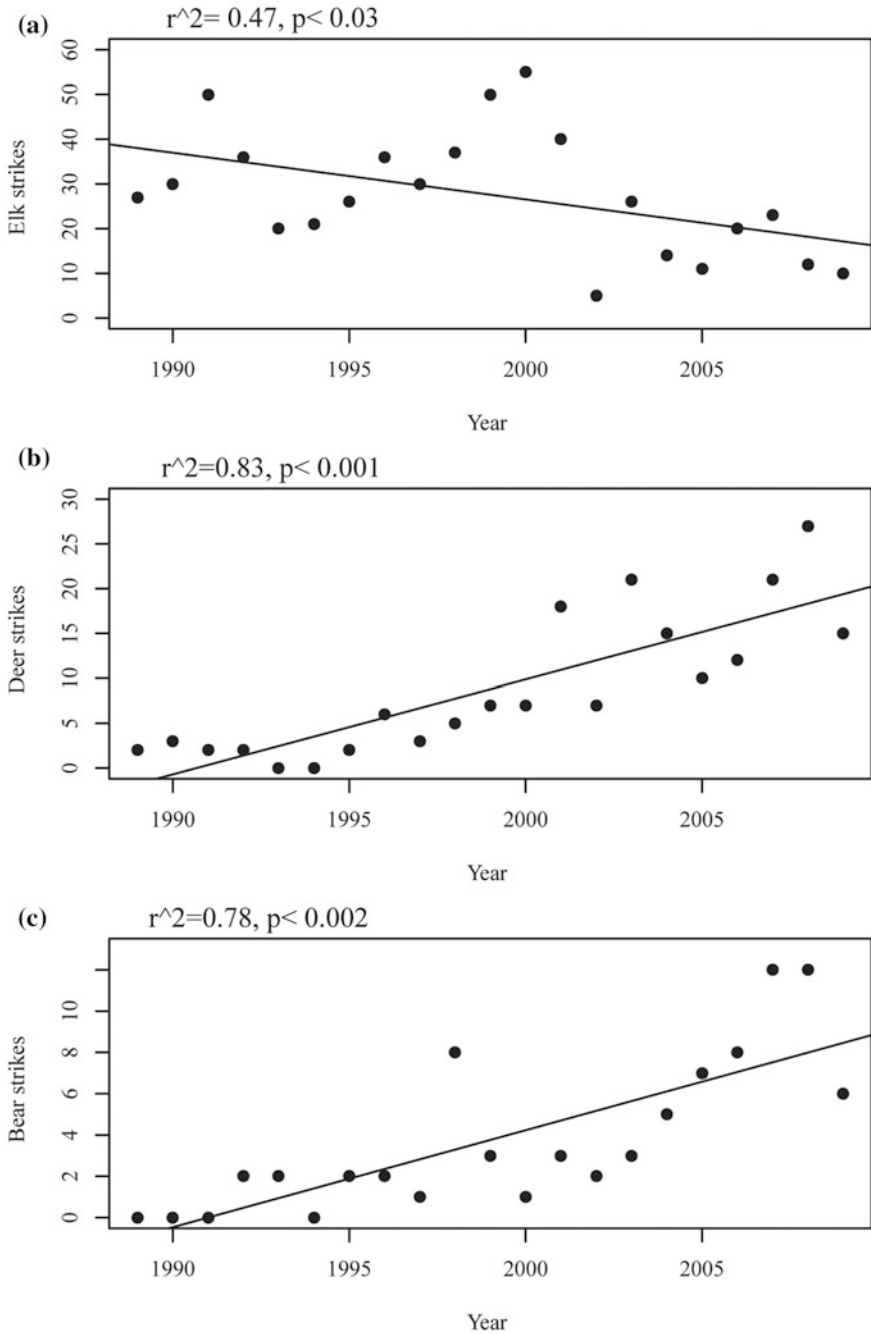 (a)
r^2= 0.47, p< 0.03
Elk strikes
60
50
40
30
20
10
0
1990 1995 2000 2005
Year
(b)
r^2=0.83, p< 0.001
Deer strikes
30
25
20
15
10
5
0
1990 1995 2000 2005
Year
(c)
r^2=0.78, p< 0.002
Bear strikes
10
8
6
4
2
0
1990 1995 2000 2005
Year